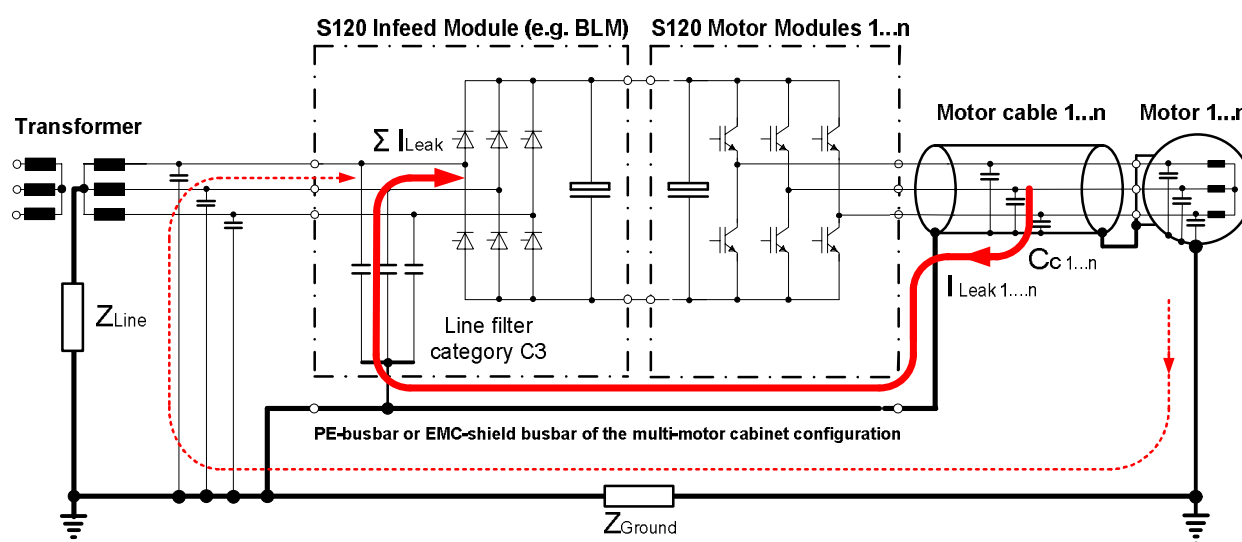 S120 Infeed Module (e.g. BLM)
S120 Motor Modules 1...n
Motor cable 1...n
Motor 1...n
Transformer
Σ ILeak
Cc 1...n
I Leak 1....n
ZLine
Line filter
category C3
PE-busbar or EMC-shield busbar of the multi-motor cabinet configuration
ZGround